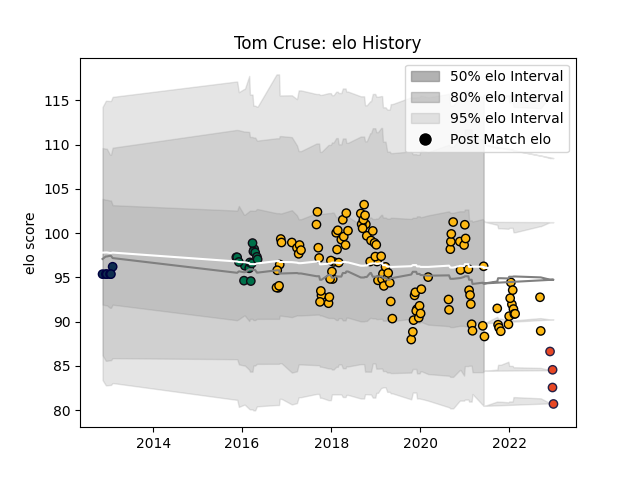 Tom Cruse: elo History
50% elo Interval
80% elo Interval
95% elo Interval
Post Match elo
elo score
115
110
105
100
95
90
85
80
2014
2016
2018
2020
2022